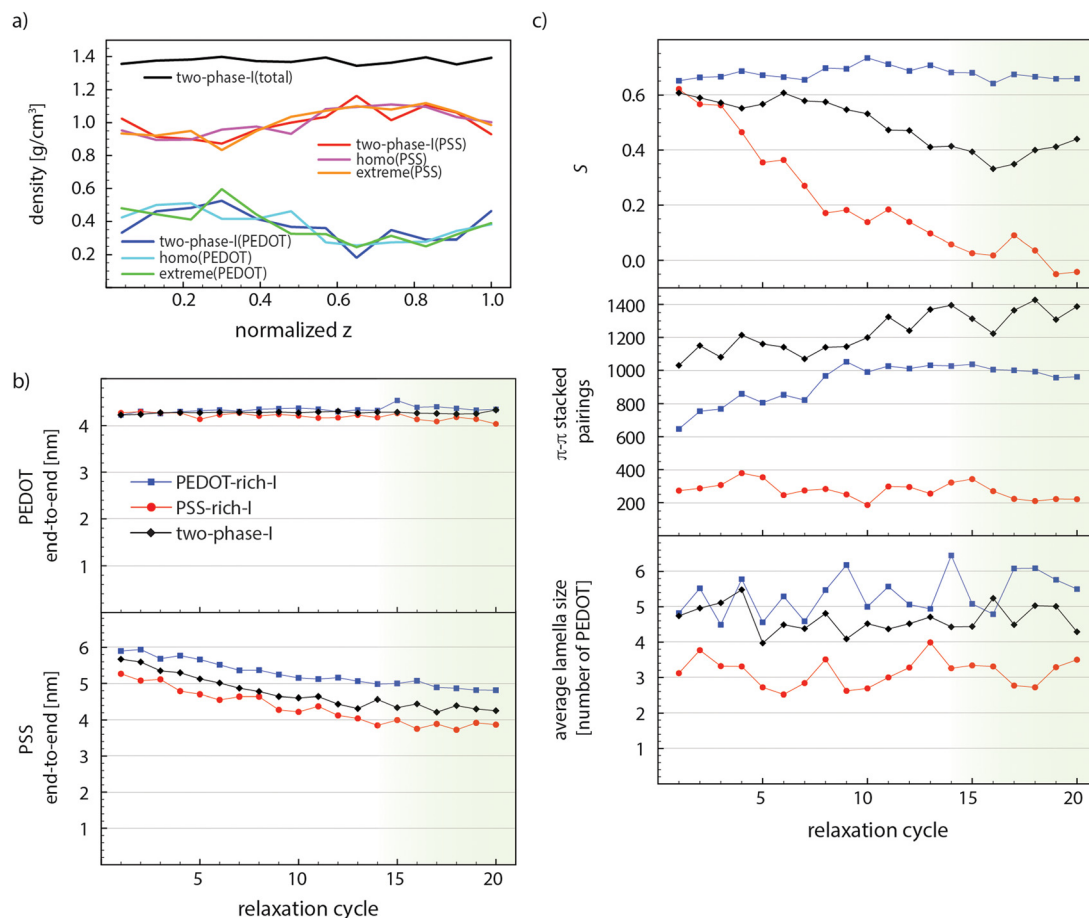 a)
density [g/cm³]
1.4
1.2
1.0
0.8
0.6
0.4
0.2
two-phase-I(total)
two-phase-I(PSS)
homo(PSS)
extreme(PSS)
two-phase-I(PEDOT)
homo(PEDOT)
extreme(PEDOT)
0.2
0.4
0.6
0.8
1.0
normalized z
b)
PEDOT
end-to-end [nm]
4
3
2
1
PEDOT-rich-I
PSS-rich-I
two-phase-I
PSS
end-to-end [nm]
6
5
4
3
2
1
5
10
15
20
relaxation cycle
c)
S
0.6
0.4
0.2
0.0
π-π stacked
pairings
1400
1200
1000
800
600
400
200
average lamella size
[number of PEDOT]
6
5
4
3
2
1
5
10
15
20
relaxation cycle